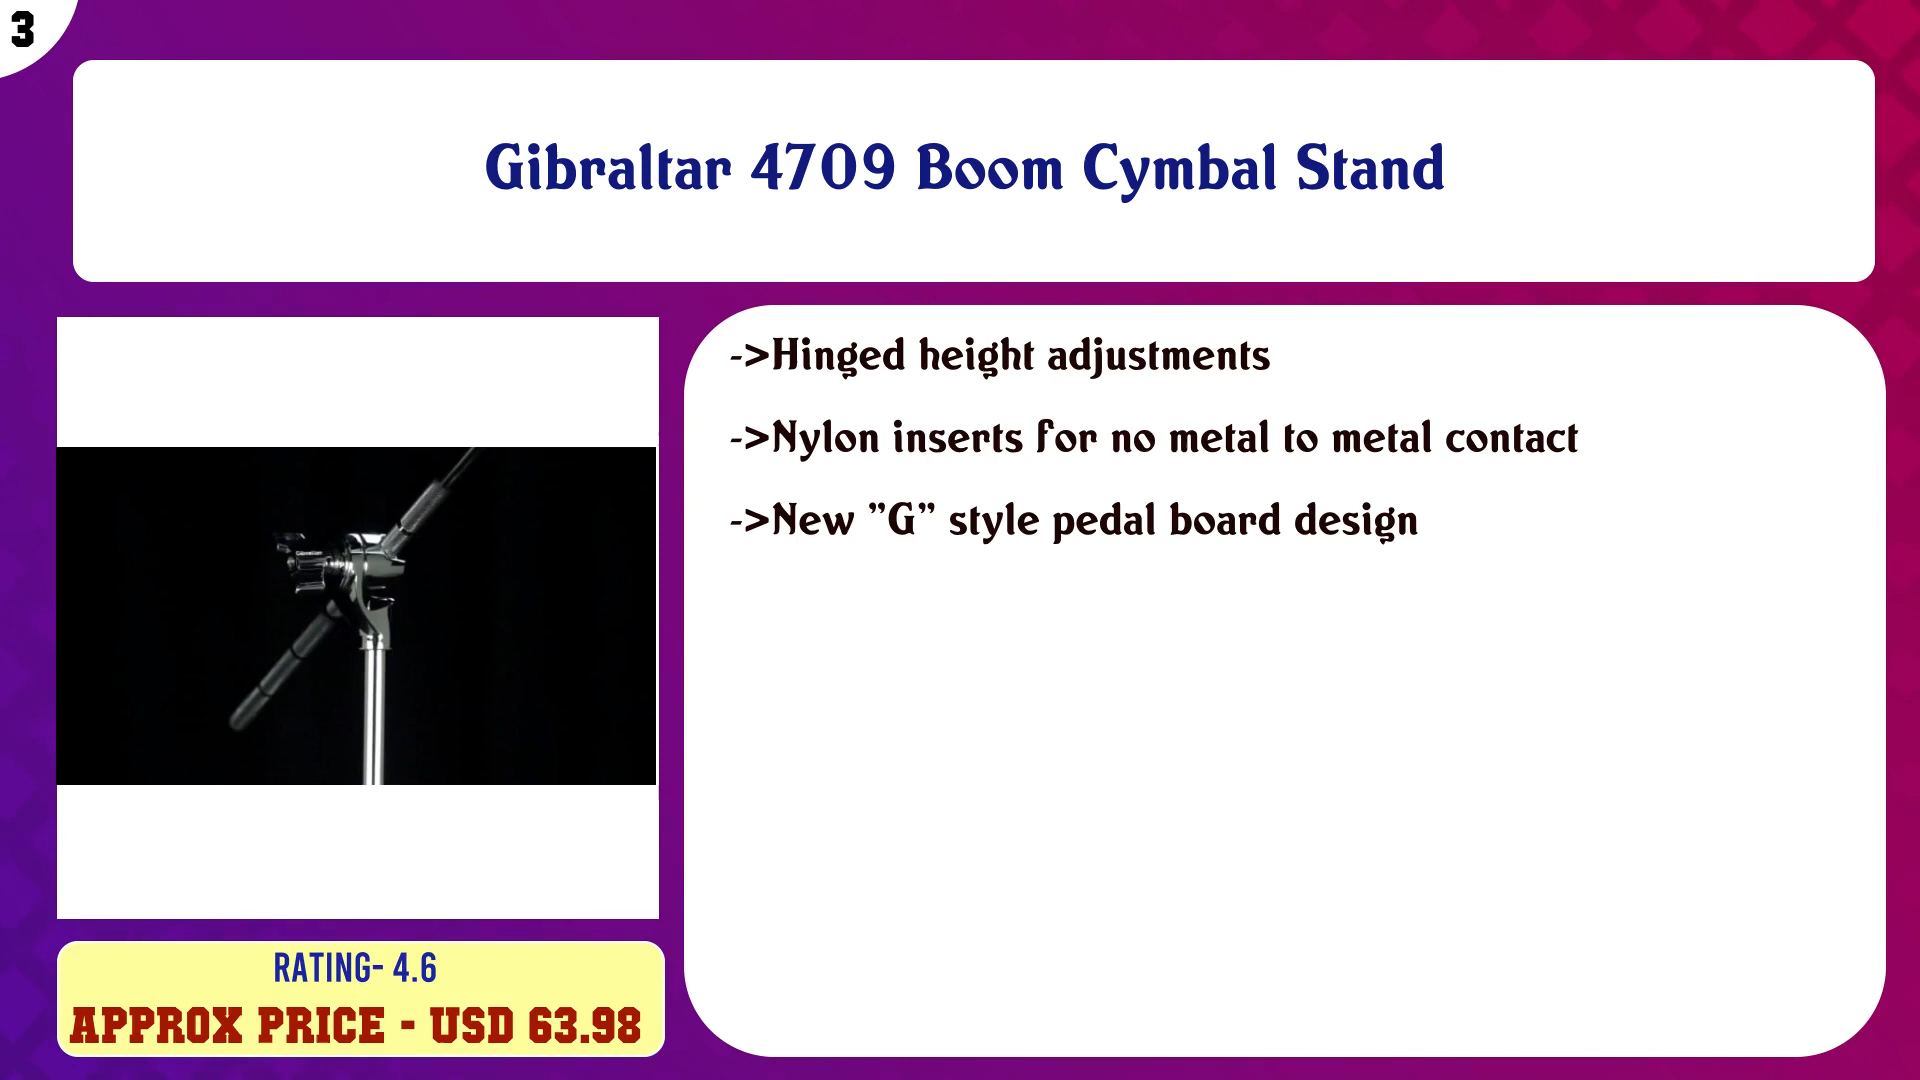 3
Gibraltar 4709 Boom Cymbal Stand
->Hinged height adjustments
->Nylon inserts for no metal to metal contact
->New ”G” style pedal board design
Gibraltar
RATING- 4.6
APPROX PRICE - USD 63.98